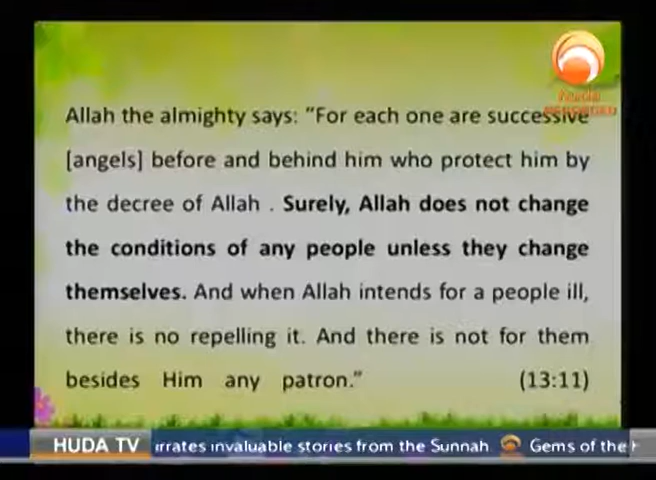 Huda
RECORDED
Allah the almighty says: "For each one are successive
[angels] before and behind him who protect him by
the decree of Allah . Surely, Allah does not change
the conditions of any people unless they change
themselves. And when Allah intends for a people ill,
there is no repelling it. And there is not for them
besides Him any patron." (13:11)
HUDA TV rrates invaluable stories from the Sunnah Gems of the